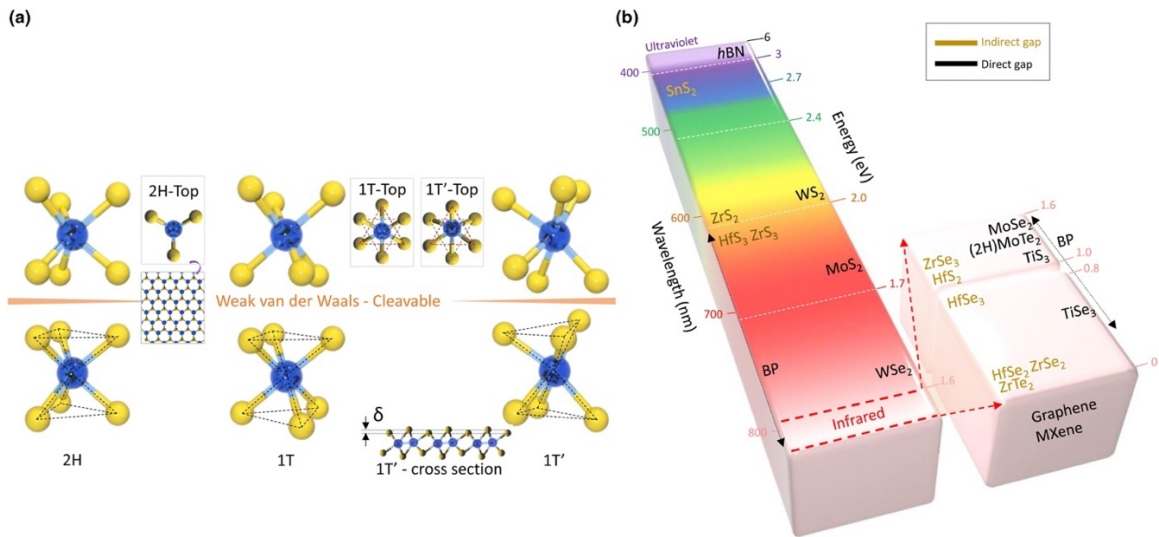 (a)
2H-Top
1T-Top
1T′-Top
Weak van der Waals - Cleavable
δ
1T′ - cross section
2H
1T
1T′
(b)
Indirect gap
Direct gap
Ultraviolet
hBN
6
3
400
SnS₂
2.7
500
2.4
Energy (eV)
WS₂
2.0
600
ZrS₂
HfS₃ ZrS₃
Wavelength (nm)
MoS₂
1.7
700
BP
WSe₂
1.6
Infrared
800
1.6
MoSe₂
(2H)MoTe₂
TiS₃
BP
1.0
0.8
ZrSe₃
HfS₂
HfSe₃
TiSe₃
HfSe₂ ZrSe₂
ZrTe₂
0
Graphene
MXene